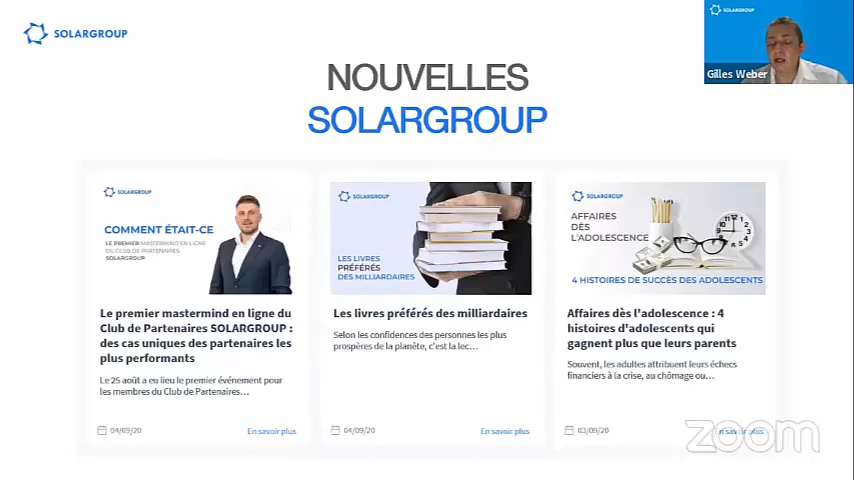 SOLARGROUP
SOLARGROUP
Gilles Weber
NOUVELLES
SOLARGROUP
SOLARGROUP
COMMENT ÉTAIT-CE
LE PREMIER MASTERMIND EN LIGNE
DU CLUB DE PARTENAIRES
SOLARGROUP
Le premier mastermind en ligne du
Club de Partenaires SOLARGROUP :
des cas uniques des partenaires les
plus performants
Le 25 août a eu lieu le premier événement pour
les membres du Club de Partenaires...
04/09/20
En savoir plus
SOLARGROUP
LES LIVRES
PRÉFÉRÉS
DES MILLIARDAIRES
Les livres préférés des milliardaires
Selon les confidences des personnes les plus
prospères de la planète, c'est la lec...
04/09/20
En savoir plus
SOLARGROUP
AFFAIRES
DÈS
L'ADOLESCENCE
4 HISTOIRES DE SUCCÈS DES ADOLESCENTS
Affaires dès l'adolescence : 4
histoires d'adolescents qui
gagnent plus que leurs parents
Souvent, les adultes attribuent leurs échecs
financiers à la crise, au chômage ou...
03/09/20
En savoir plus
zoom